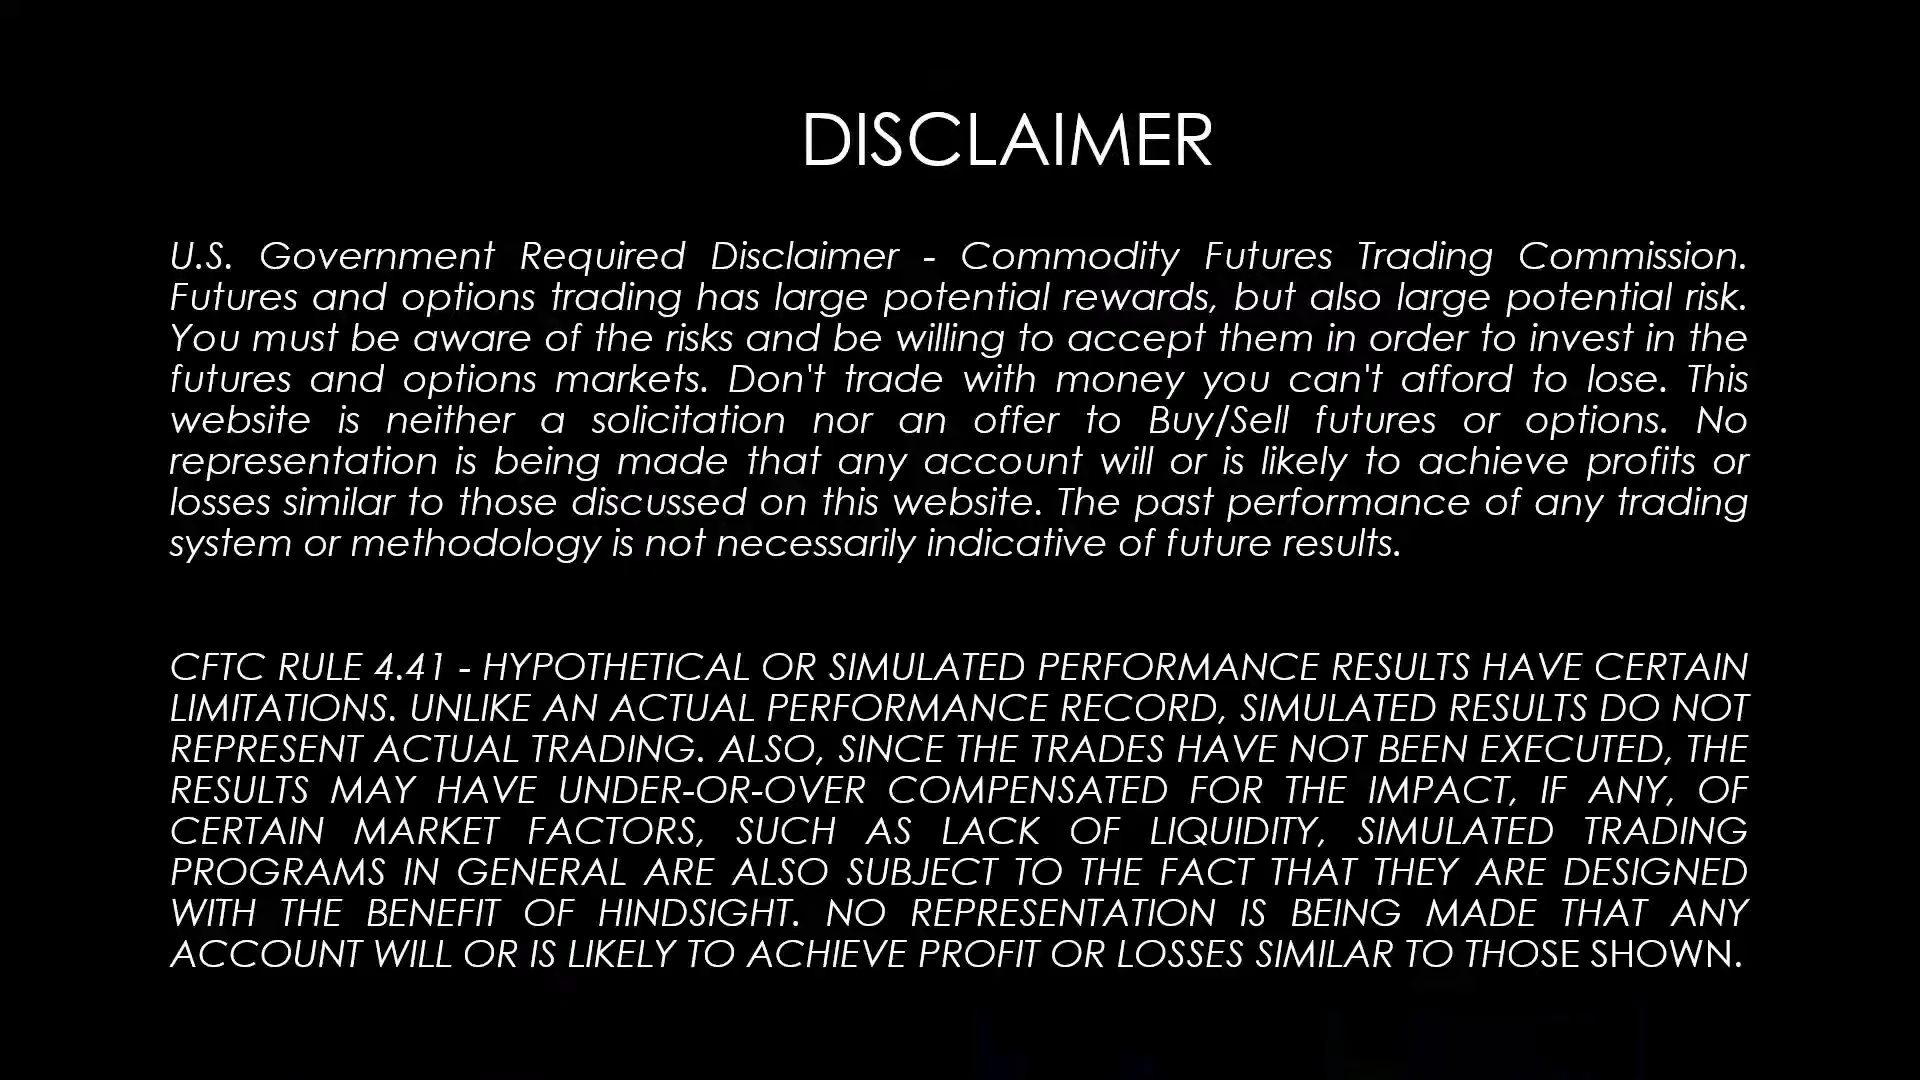 DISCLAIMER
U.S. Government Required Disclaimer - Commodity Futures Trading Commission.
Futures and options trading has large potential rewards, but also large potential risk.
You must be aware of the risks and be willing to accept them in order to invest in the
futures and options markets. Don't trade with money you can't afford to lose. This
website is neither a solicitation nor an offer to Buy/Sell futures or options. No
representation is being made that any account will or is likely to achieve profits or
losses similar to those discussed on this website. The past performance of any trading
system or methodology is not necessarily indicative of future results.
CFTC RULE 4.41 - HYPOTHETICAL OR SIMULATED PERFORMANCE RESULTS HAVE CERTAIN
LIMITATIONS. UNLIKE AN ACTUAL PERFORMANCE RECORD, SIMULATED RESULTS DO NOT
REPRESENT ACTUAL TRADING. ALSO, SINCE THE TRADES HAVE NOT BEEN EXECUTED, THE
RESULTS MAY HAVE UNDER-OR-OVER COMPENSATED FOR THE IMPACT, IF ANY, OF
CERTAIN MARKET FACTORS, SUCH AS LACK OF LIQUIDITY, SIMULATED TRADING
PROGRAMS IN GENERAL ARE ALSO SUBJECT TO THE FACT THAT THEY ARE DESIGNED
WITH THE BENEFIT OF HINDSIGHT. NO REPRESENTATION IS BEING MADE THAT ANY
ACCOUNT WILL OR IS LIKELY TO ACHIEVE PROFIT OR LOSSES SIMILAR TO THOSE SHOWN.